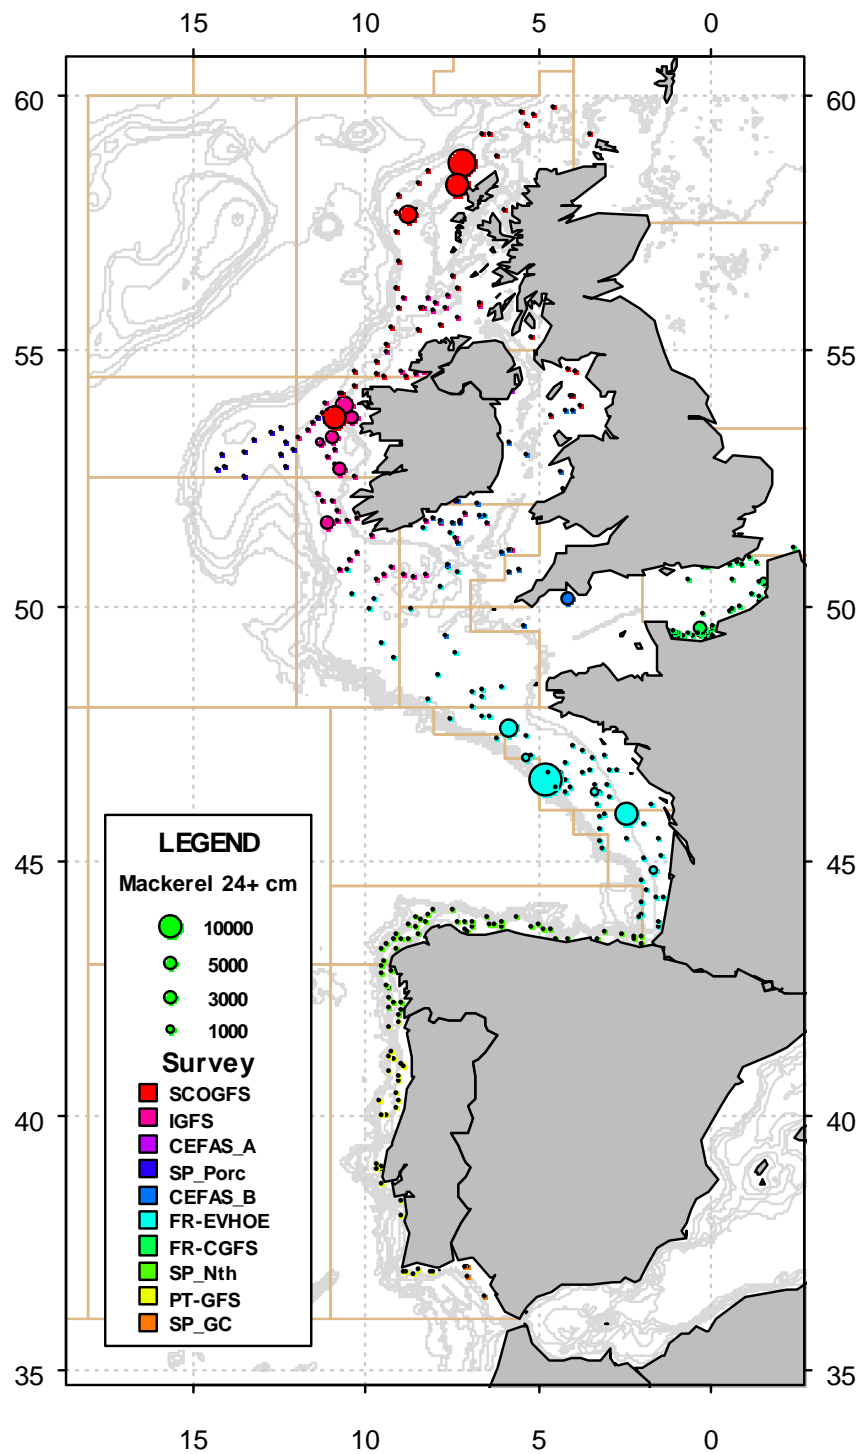 15 10 5 0
60 60
55 55
50 50
45 45
40 40
35 35
LEGEND
Mackerel 24+ cm
10000
5000
3000
1000
Survey
SCOGFS
IGFS
CEFAS_A
SP_Porc
CEFAS_B
FR-EVHOE
FR-CGFS
SP_Nth
PT-GFS
SP_GC
15 10 5 0